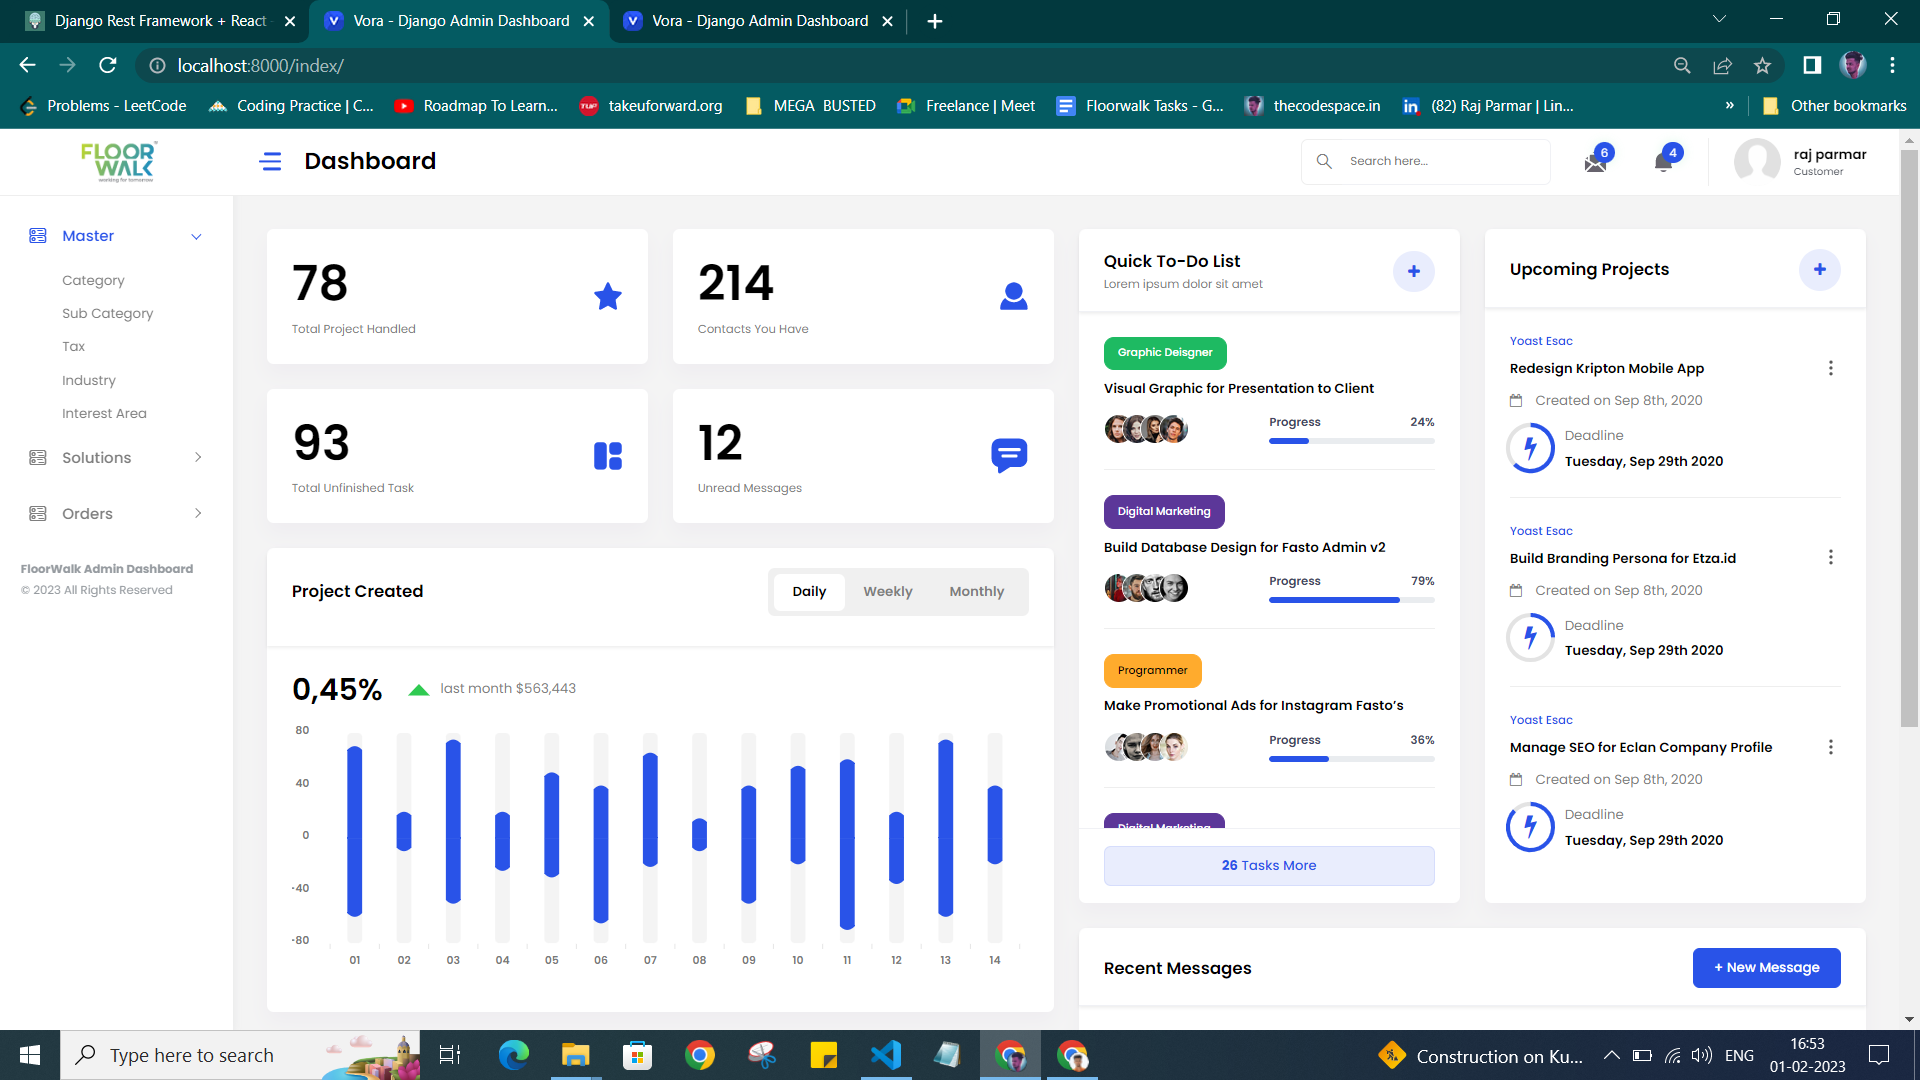 Django Rest Framework + React
Vora - Django Admin Dashboard
Vora - Django Admin Dashboard
localhost:8000/index/
Problems - LeetCode
Coding Practice | C...
Roadmap To Learn...
TUF
takeuforward.org
MEGA BUSTED
Freelance | Meet
Floorwalk Tasks - G...
thecodespace.in
(82) Raj Parmar | Lin...
»
Other bookmarks
FLOOR
WALK
working for tomorrow
Dashboard
Search here...
6
4
raj parmar
Customer
Master
Category
Sub Category
Tax
Industry
Interest Area
Solutions
Orders
FloorWalk Admin Dashboard
© 2023 All Rights Reserved
78
Total Project Handled
214
Contacts You Have
93
Total Unfinished Task
12
Unread Messages
Project Created
Daily
Weekly
Monthly
0,45%
last month $563,443
80
40
0
-40
-80
01 02 03 04 05 06 07 08 09 10 11 12 13 14
Quick To-Do List
Lorem ipsum dolor sit amet
+
Graphic Deisgner
Visual Graphic for Presentation to Client
Progress 24%
Digital Marketing
Build Database Design for Fasto Admin v2
Progress 79%
Programmer
Make Promotional Ads for Instagram Fasto's
Progress 36%
Digital Marketing
26 Tasks More
Upcoming Projects
+
Yoast Esac
Redesign Kripton Mobile App
Created on Sep 8th, 2020
Deadline
Tuesday, Sep 29th 2020
Yoast Esac
Build Branding Persona for Etza.id
Created on Sep 8th, 2020
Deadline
Tuesday, Sep 29th 2020
Yoast Esac
Manage SEO for Eclan Company Profile
Created on Sep 8th, 2020
Deadline
Tuesday, Sep 29th 2020
Recent Messages
+ New Message
Type here to search
Construction on Ku...
ENG
16:53
01-02-2023